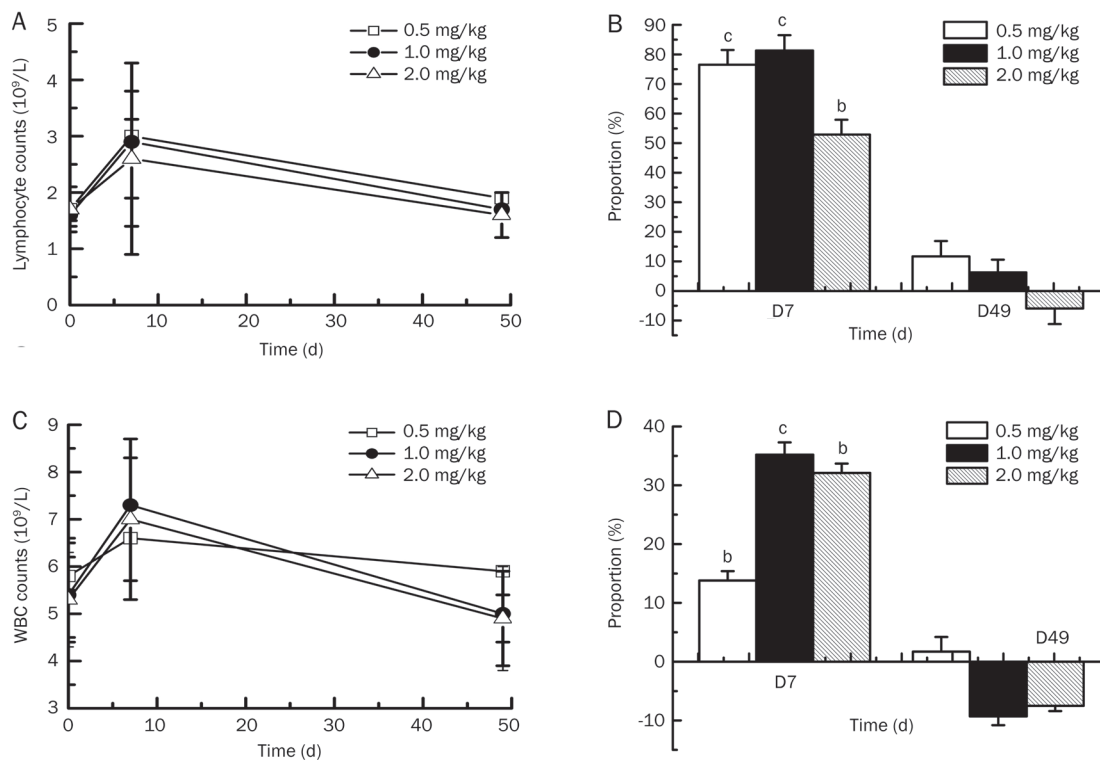 A
Lymphocyte counts (10⁹/L)
5
4
3
2
1
0
0 10 20 30 40 50
Time (d)
0.5 mg/kg
1.0 mg/kg
2.0 mg/kg
B
Proportion (%)
90
80
70
60
50
40
30
20
10
0
-10
c c b
D7 D49
Time (d)
0.5 mg/kg
1.0 mg/kg
2.0 mg/kg
C
WBC counts (10⁹/L)
9
8
7
6
5
4
3
0 10 20 30 40 50
Time (d)
0.5 mg/kg
1.0 mg/kg
2.0 mg/kg
D
Proportion (%)
40
30
20
10
0
-10
b c b
D7 D49
Time (d)
0.5 mg/kg
1.0 mg/kg
2.0 mg/kg